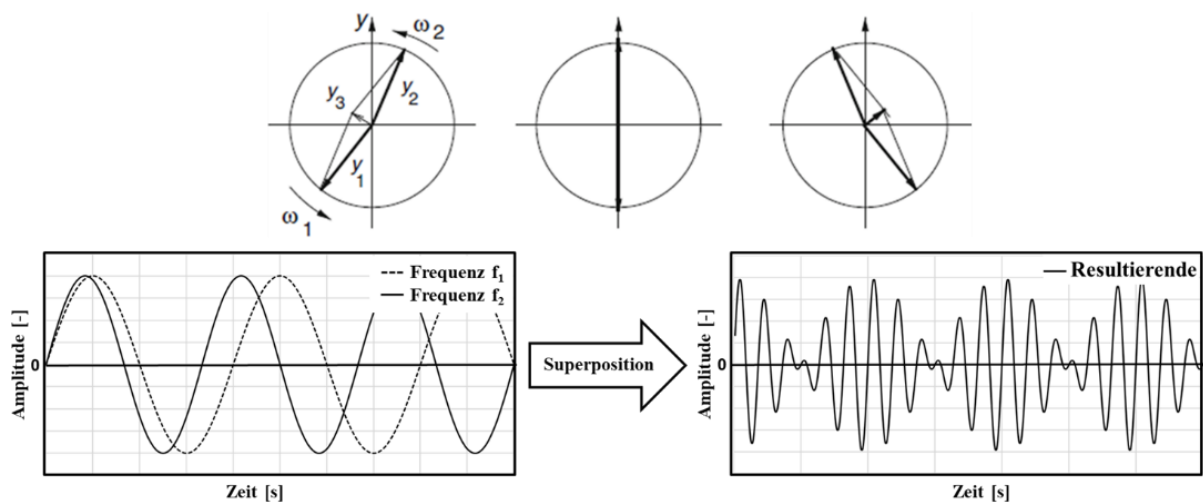 y
ω₂
y₃
y₂
y₁
ω₁
Amplitude [-]
0
Frequenz f₁
Frequenz f₂
Zeit [s]
Superposition
Amplitude [-]
0
Resultierende
Zeit [s]